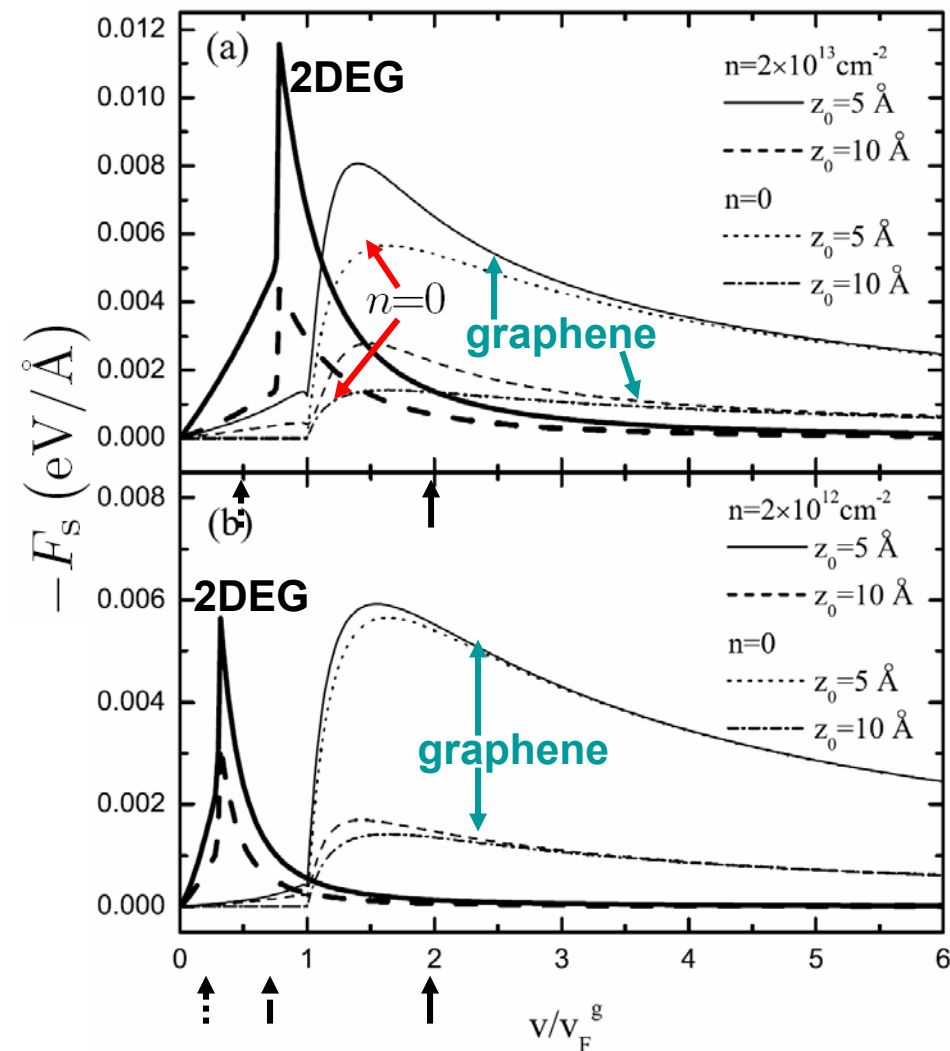 (a)
2DEG
n=2×10¹³cm⁻²
z₀=5 Å
z₀=10 Å
n=0
z₀=5 Å
z₀=10 Å
n=0
graphene
0.012
0.010
0.008
0.006
0.004
0.002
0.000
−Fₛ (eV/Å)
(b)
2DEG
n=2×10¹²cm⁻²
z₀=5 Å
z₀=10 Å
n=0
z₀=5 Å
z₀=10 Å
graphene
0.008
0.006
0.004
0.002
0.000
0 1 2 3 4 5 6
v/v_F^g